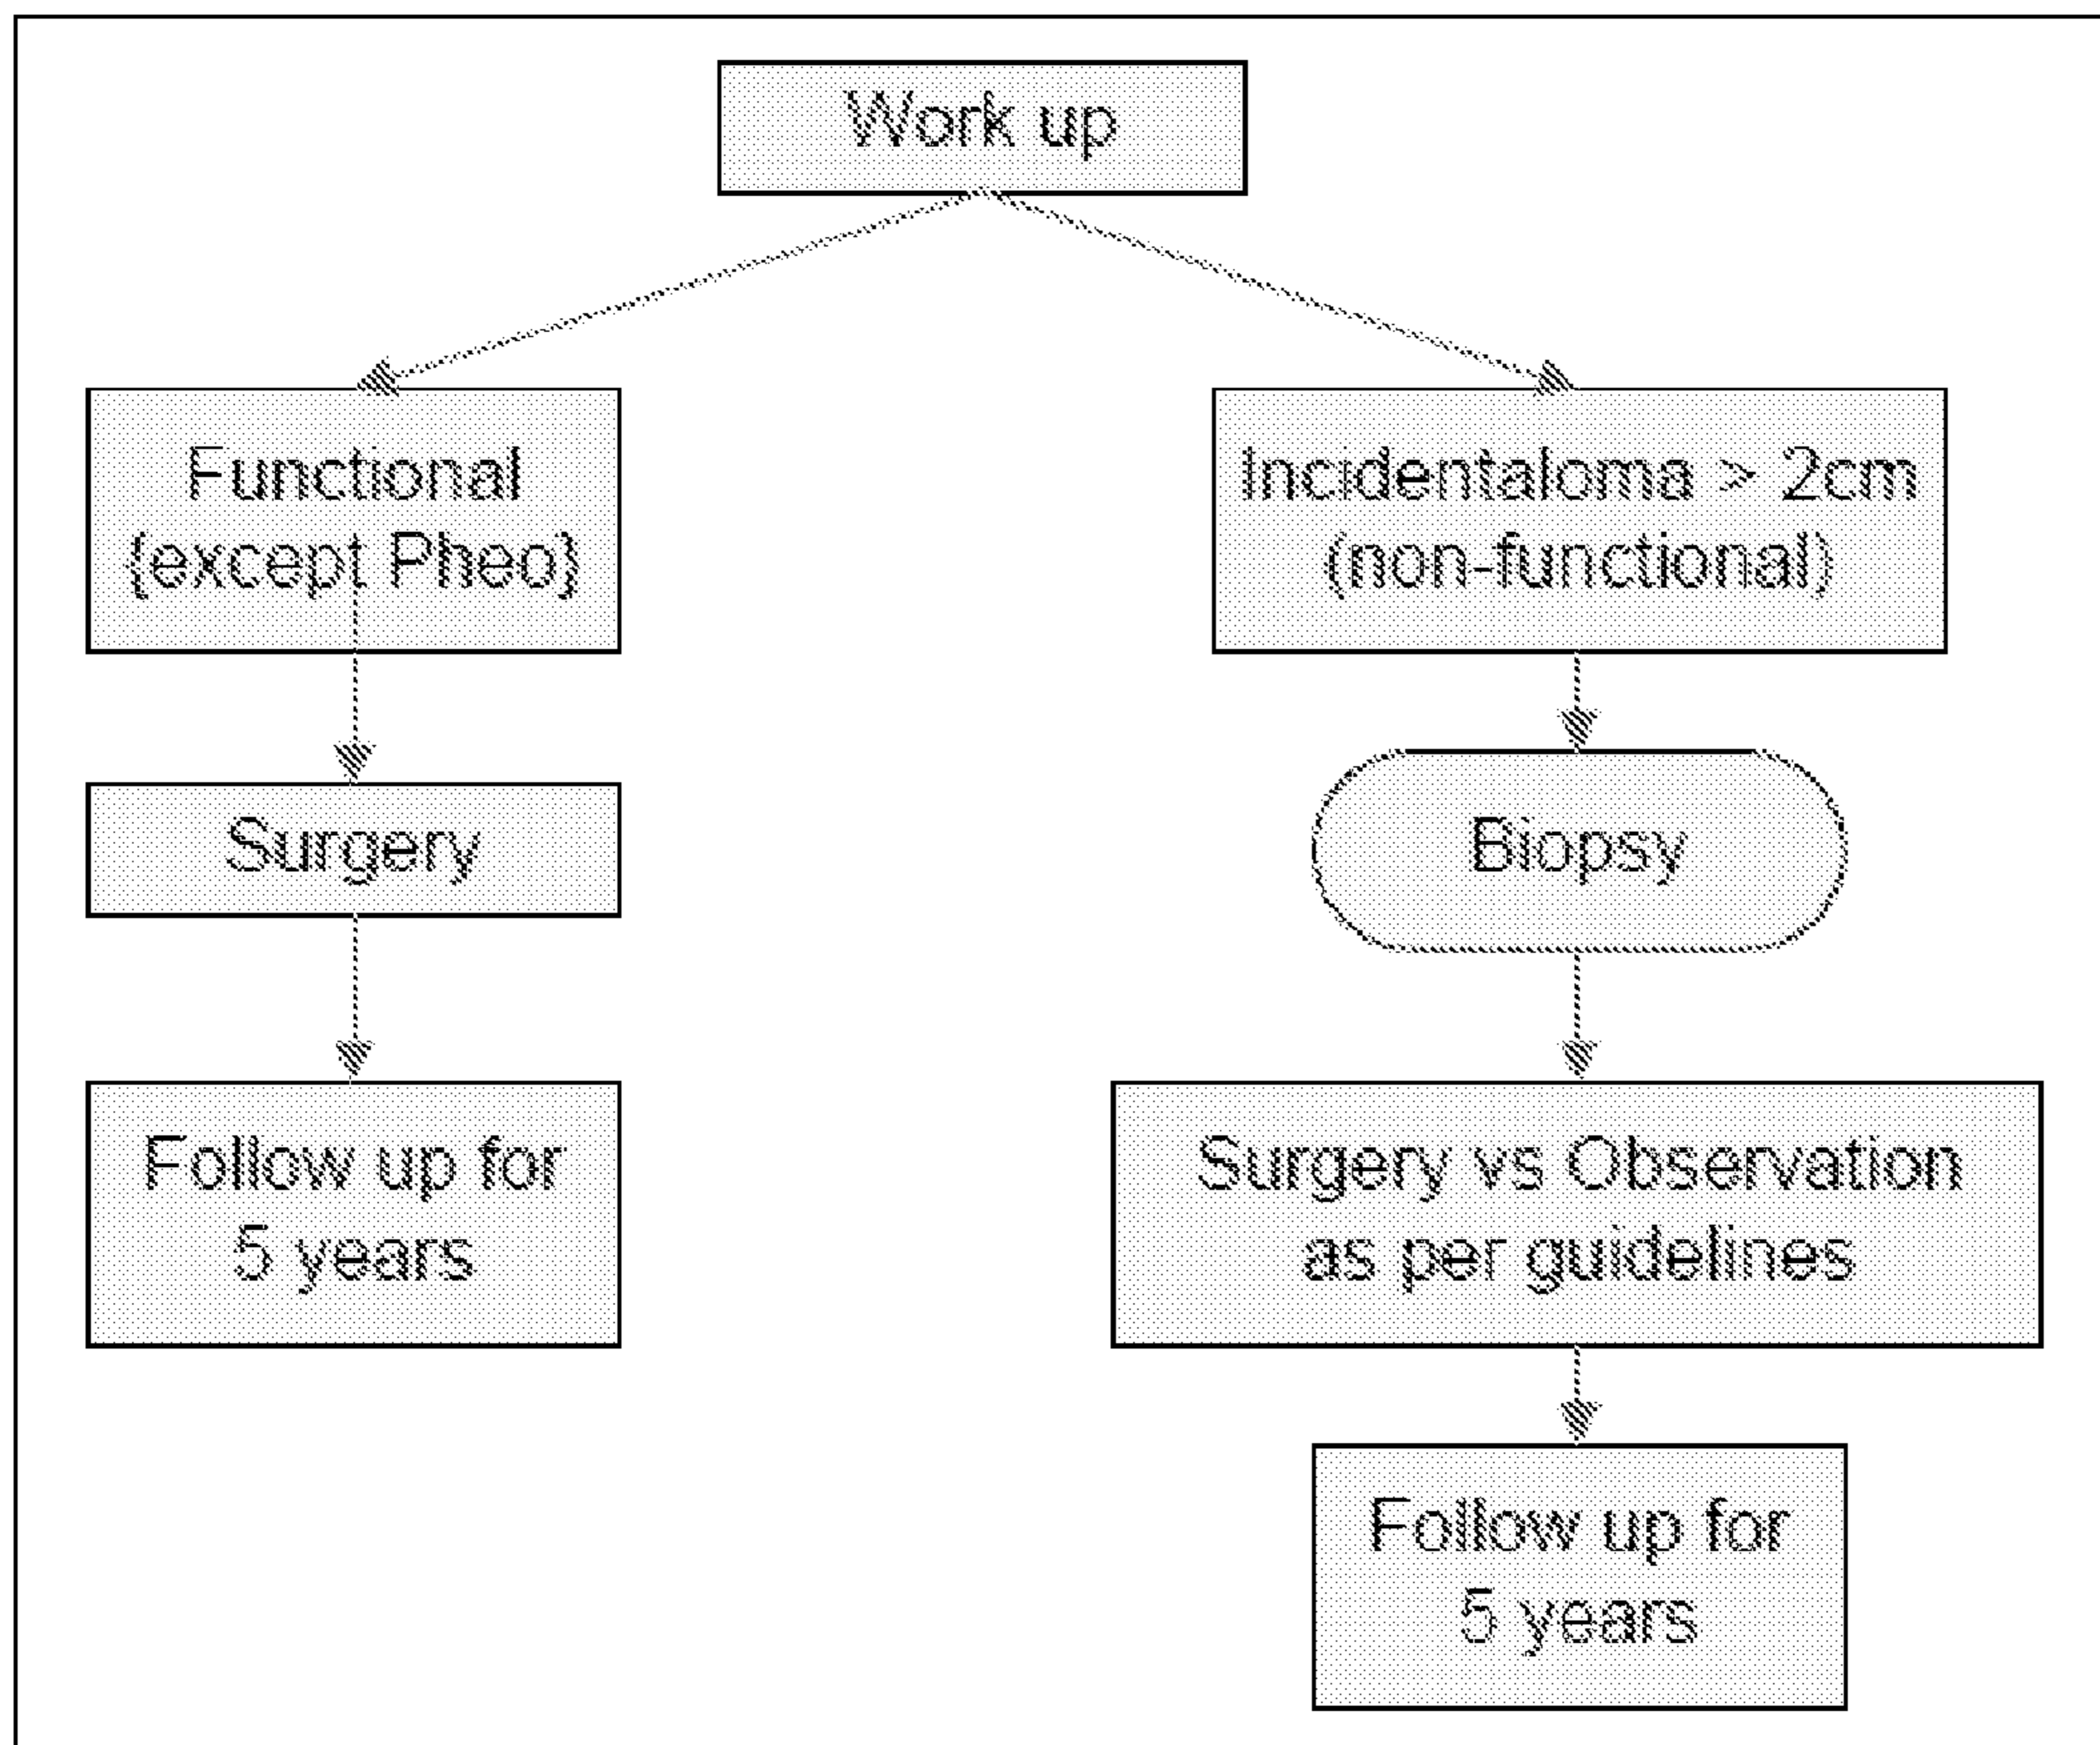 Work up
Functional
(except Pheo)
Incidentaloma > 2cm
(non-functional)
Surgery
Biopsy
Follow up for
5 years
Surgery vs Observation
as per guidelines
Follow up for
5 years